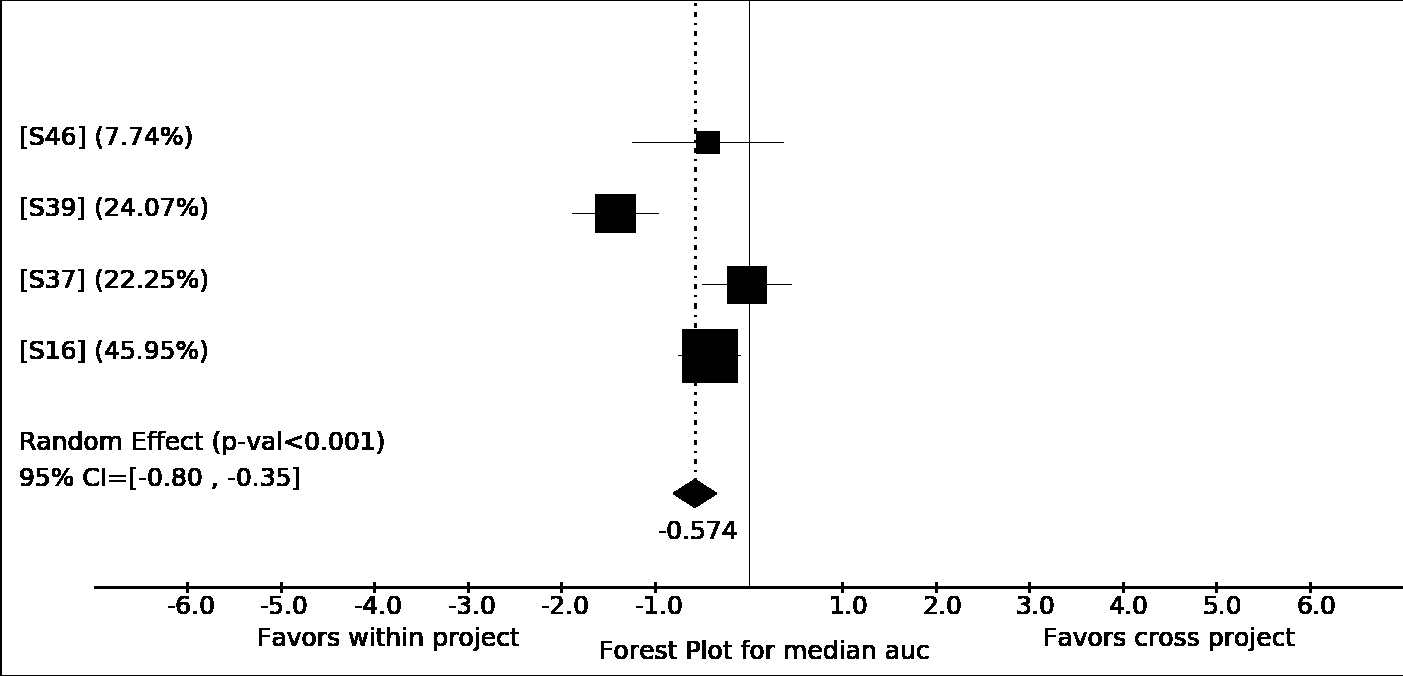 [S46] (7.74%)
[S39] (24.07%)
[S37] (22.25%)
[S16] (45.95%)
Random Effect (p-val<0.001)
95% CI=[-0.80 , -0.35]
-0.574
-6.0 -5.0 -4.0 -3.0 -2.0 -1.0 1.0 2.0 3.0 4.0 5.0 6.0
Favors within project Favors cross project
Forest Plot for median auc